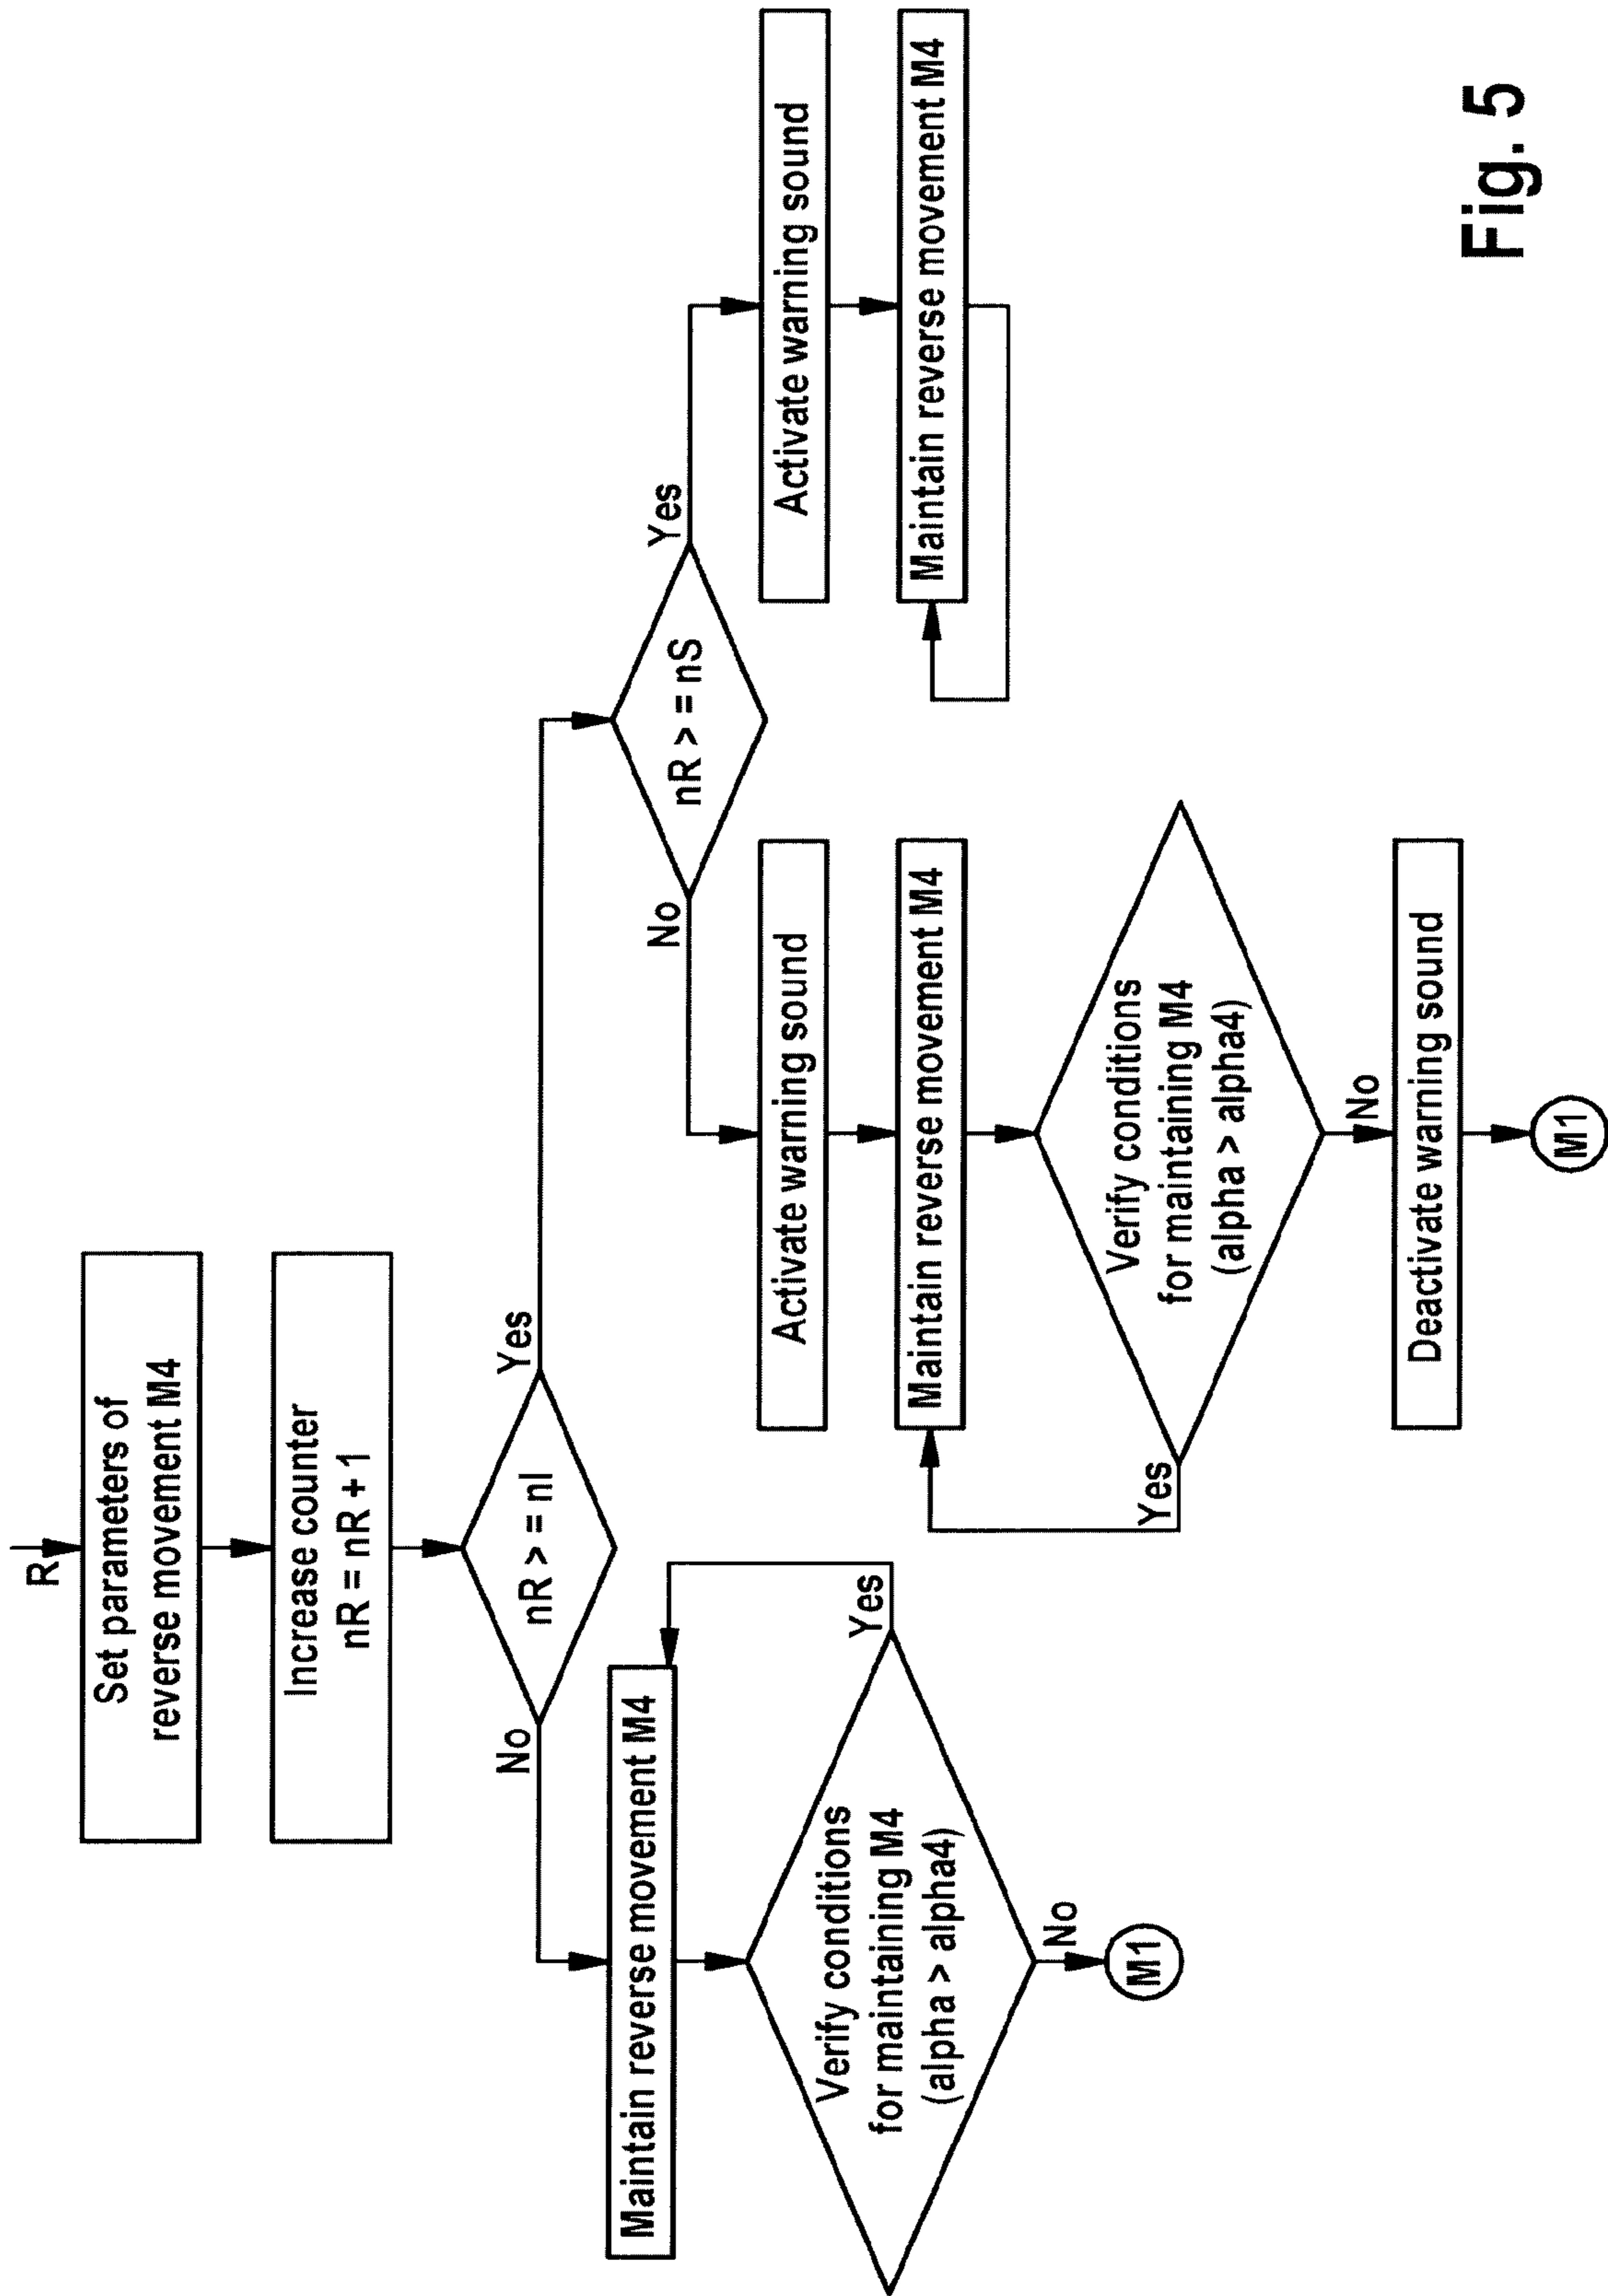 R
Set parameters of
reverse movement M4
Increase counter
nR = nR + 1
nR > = nI
No
Yes
Maintain reverse movement M4
Verify conditions
for maintaining M4
(alpha > alpha4)
Yes
No
M1
nR > = nS
No
Yes
Activate warning sound
Maintain reverse movement M4
Verify conditions
for maintaining M4
(alpha > alpha4)
Yes
No
Deactivate warning sound
M1
Activate warning sound
Maintain reverse movement M4
Fig. 5